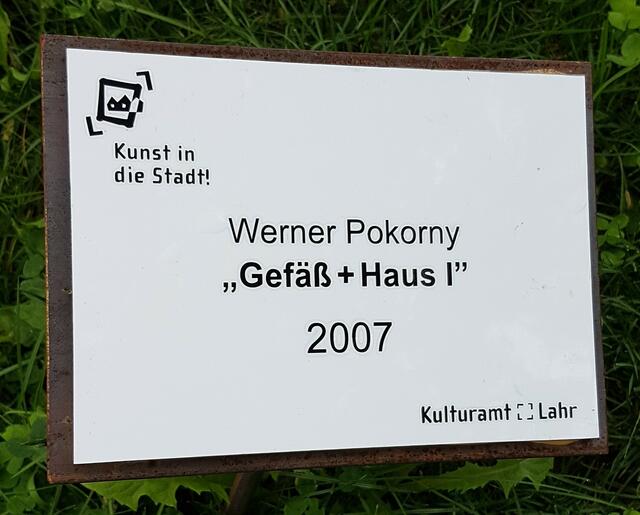 Kunst in
die Stadt!
Werner Pokorny
„Gefäß + Haus I”
2007
Kulturamt Lahr